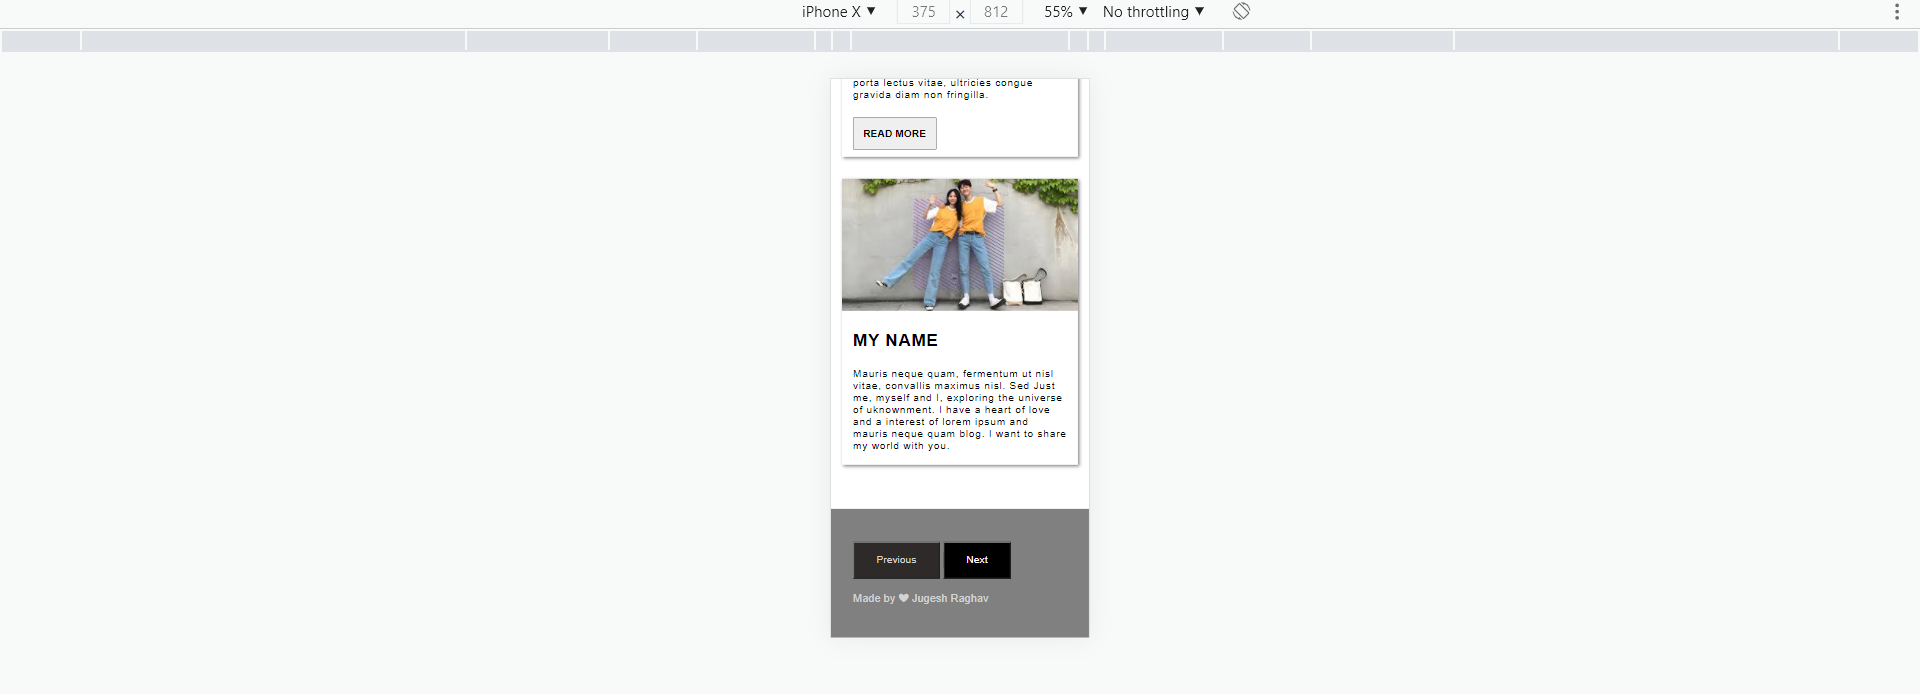 iPhone X ▼ 375 × 812 55% ▼ No throttling ▼
porta lectus vitae, ultricies congue
gravida diam non fringilla.
READ MORE
MY NAME
Mauris neque quam, fermentum ut nisl
vitae, convallis maximus nisl. Sed Just
me, myself and I, exploring the universe
of uknownment. I have a heart of love
and a interest of lorem ipsum and
mauris neque quam blog. I want to share
my world with you.
Previous Next
Made by ♥ Jugesh Raghav